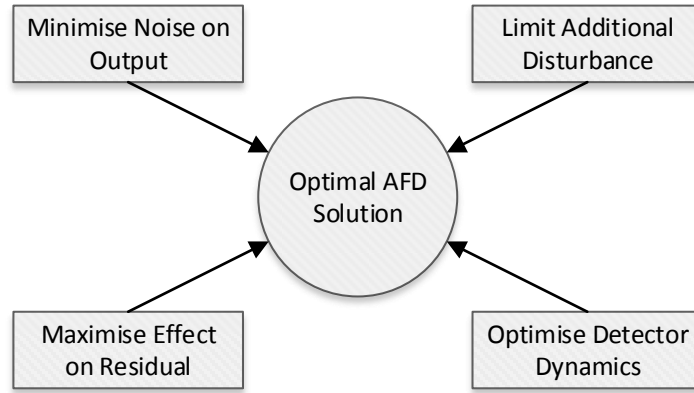 Minimise Noise on
Output
Limit Additional
Disturbance
Optimal AFD
Solution
Maximise Effect
on Residual
Optimise Detector
Dynamics